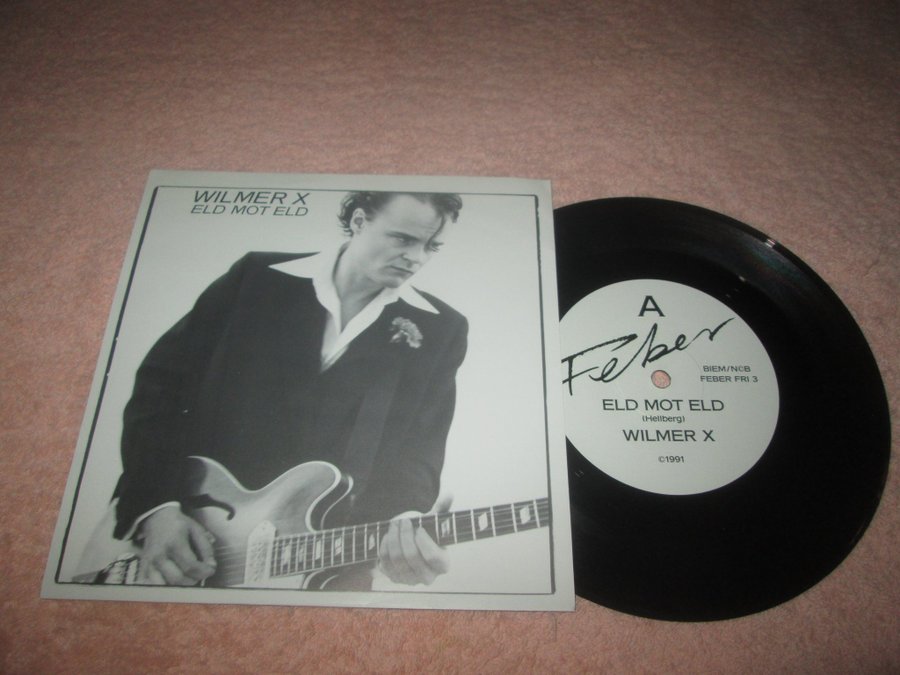 WILMER X
ELD MOT ELD
A
Feber
BIEM/NCB
FEBER FRI 3
ELD MOT ELD
(Hellberg)
WILMER X
©1991